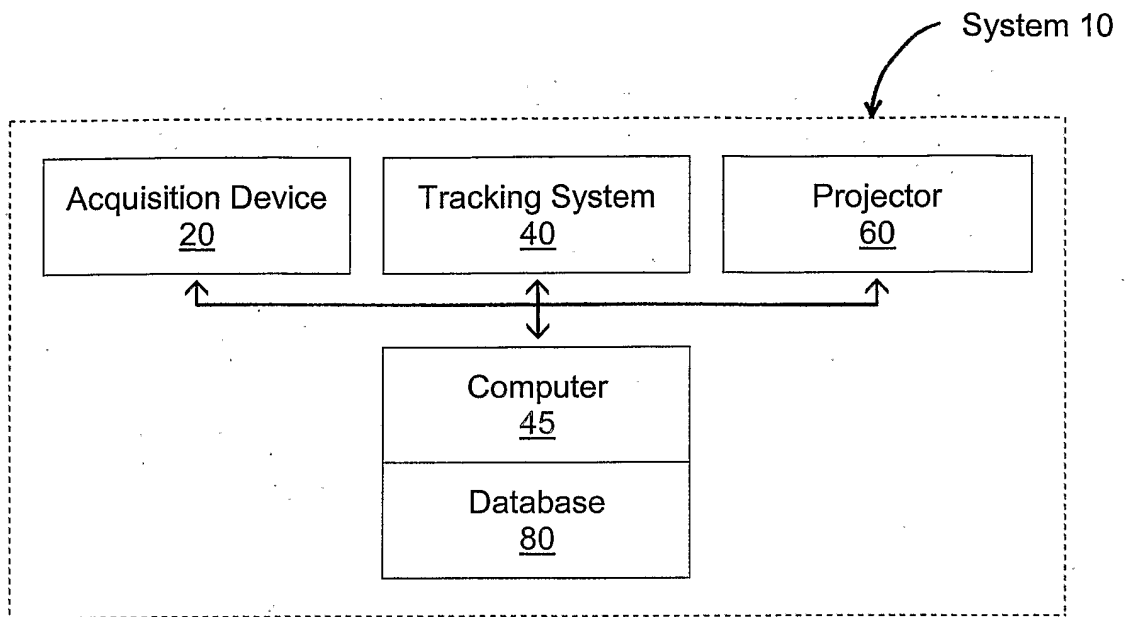 System 10
Acquisition Device
20
Tracking System
40
Projector
60
Computer
45
Database
80